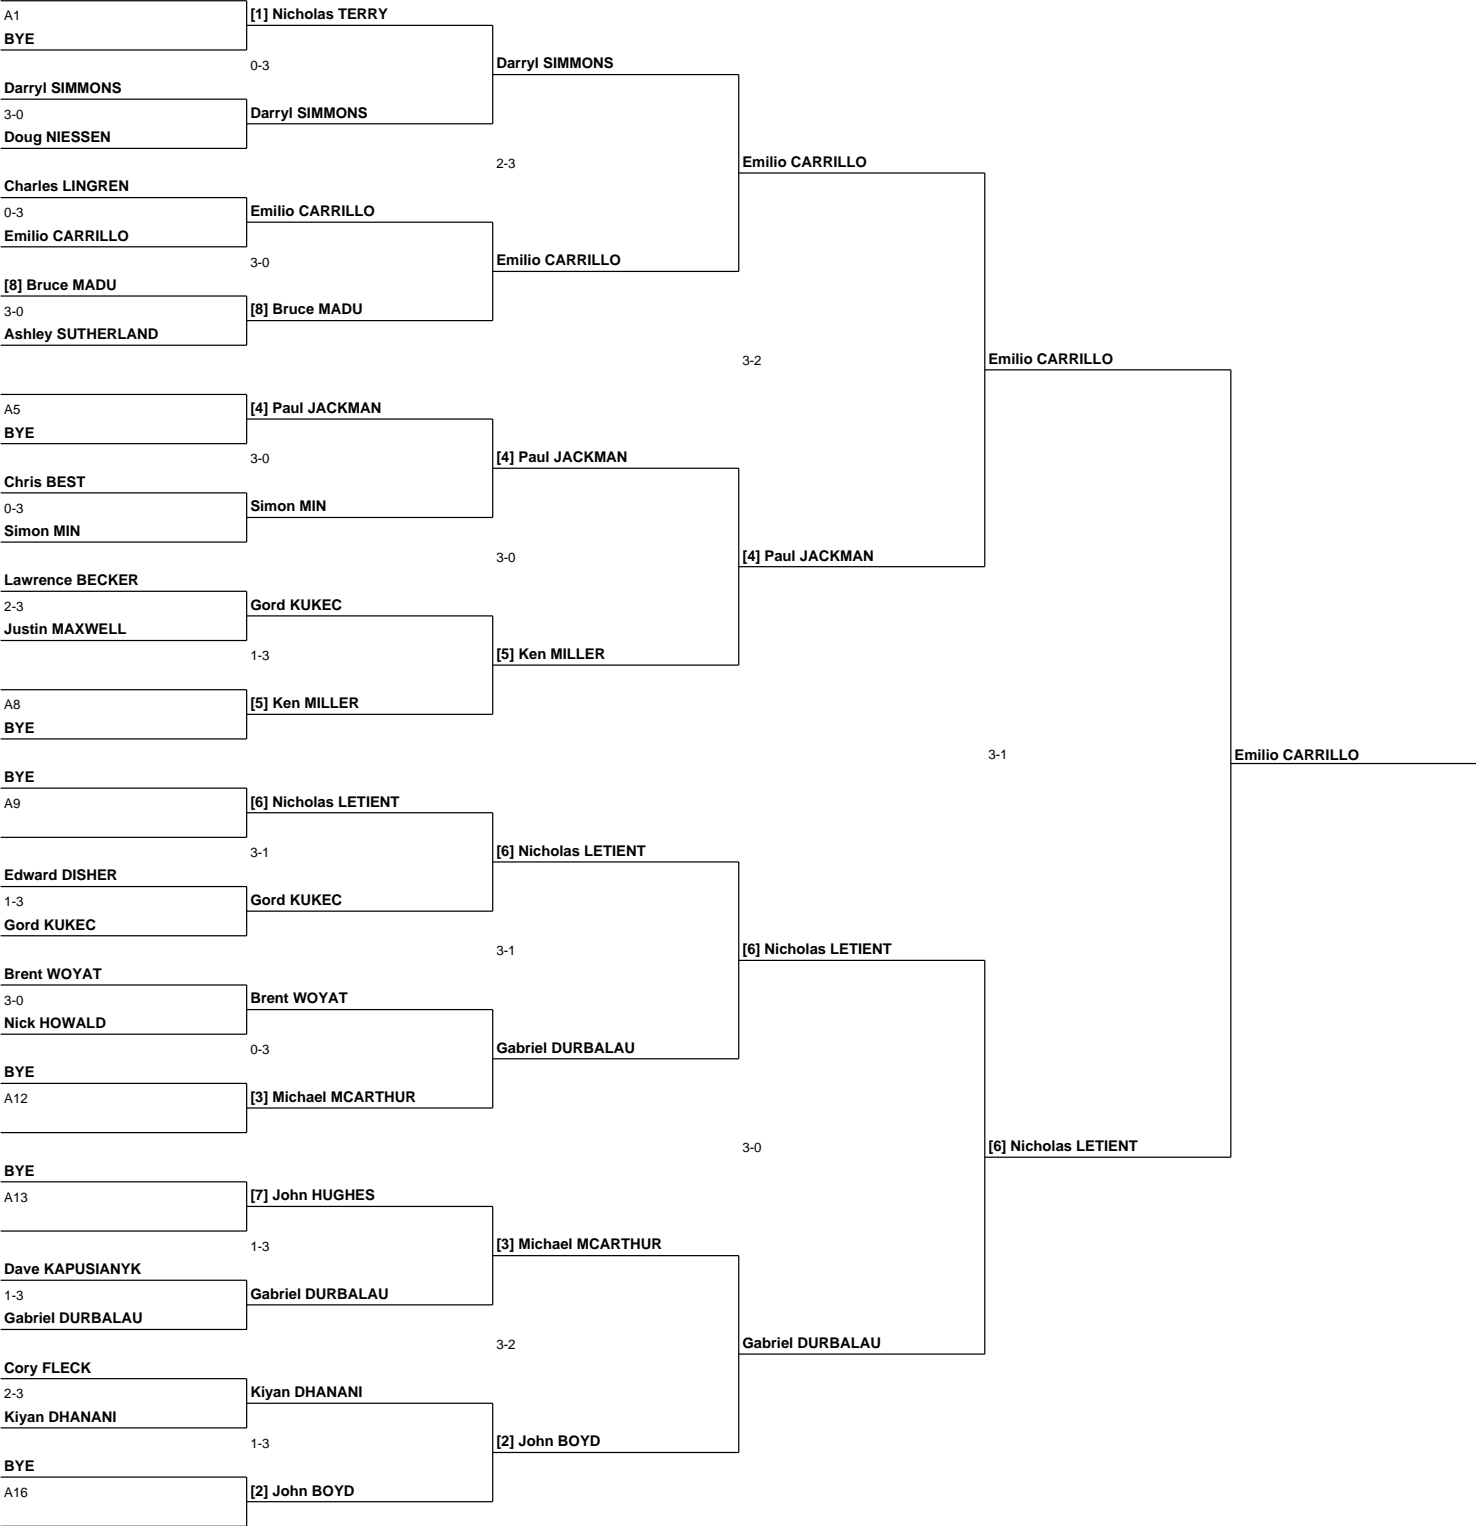 A1
BYE
[1] Nicholas TERRY
0-3
Darryl SIMMONS
3-0
Doug NIESSEN
Darryl SIMMONS
Darryl SIMMONS
2-3
Charles LINGREN
0-3
Emilio CARRILLO
Emilio CARRILLO
3-0
[8] Bruce MADU
3-0
Ashley SUTHERLAND
[8] Bruce MADU
Emilio CARRILLO
Emilio CARRILLO
3-2
A5
BYE
[4] Paul JACKMAN
3-0
Chris BEST
0-3
Simon MIN
Simon MIN
[4] Paul JACKMAN
3-0
Lawrence BECKER
2-3
Justin MAXWELL
Gord KUKEC
1-3
A8
BYE
[5] Ken MILLER
[5] Ken MILLER
[4] Paul JACKMAN
Emilio CARRILLO
3-1
Emilio CARRILLO
BYE
A9
[6] Nicholas LETIENT
3-1
Edward DISHER
1-3
Gord KUKEC
Gord KUKEC
[6] Nicholas LETIENT
3-1
Brent WOYAT
3-0
Nick HOWALD
Brent WOYAT
0-3
BYE
A12
[3] Michael MCARTHUR
Gabriel DURBALAU
[6] Nicholas LETIENT
3-0
[6] Nicholas LETIENT
BYE
A13
[7] John HUGHES
1-3
Dave KAPUSIANYK
1-3
Gabriel DURBALAU
Gabriel DURBALAU
[3] Michael MCARTHUR
3-2
Gabriel DURBALAU
Cory FLECK
2-3
Kiyan DHANANI
Kiyan DHANANI
1-3
[2] John BOYD
BYE
A16
[2] John BOYD